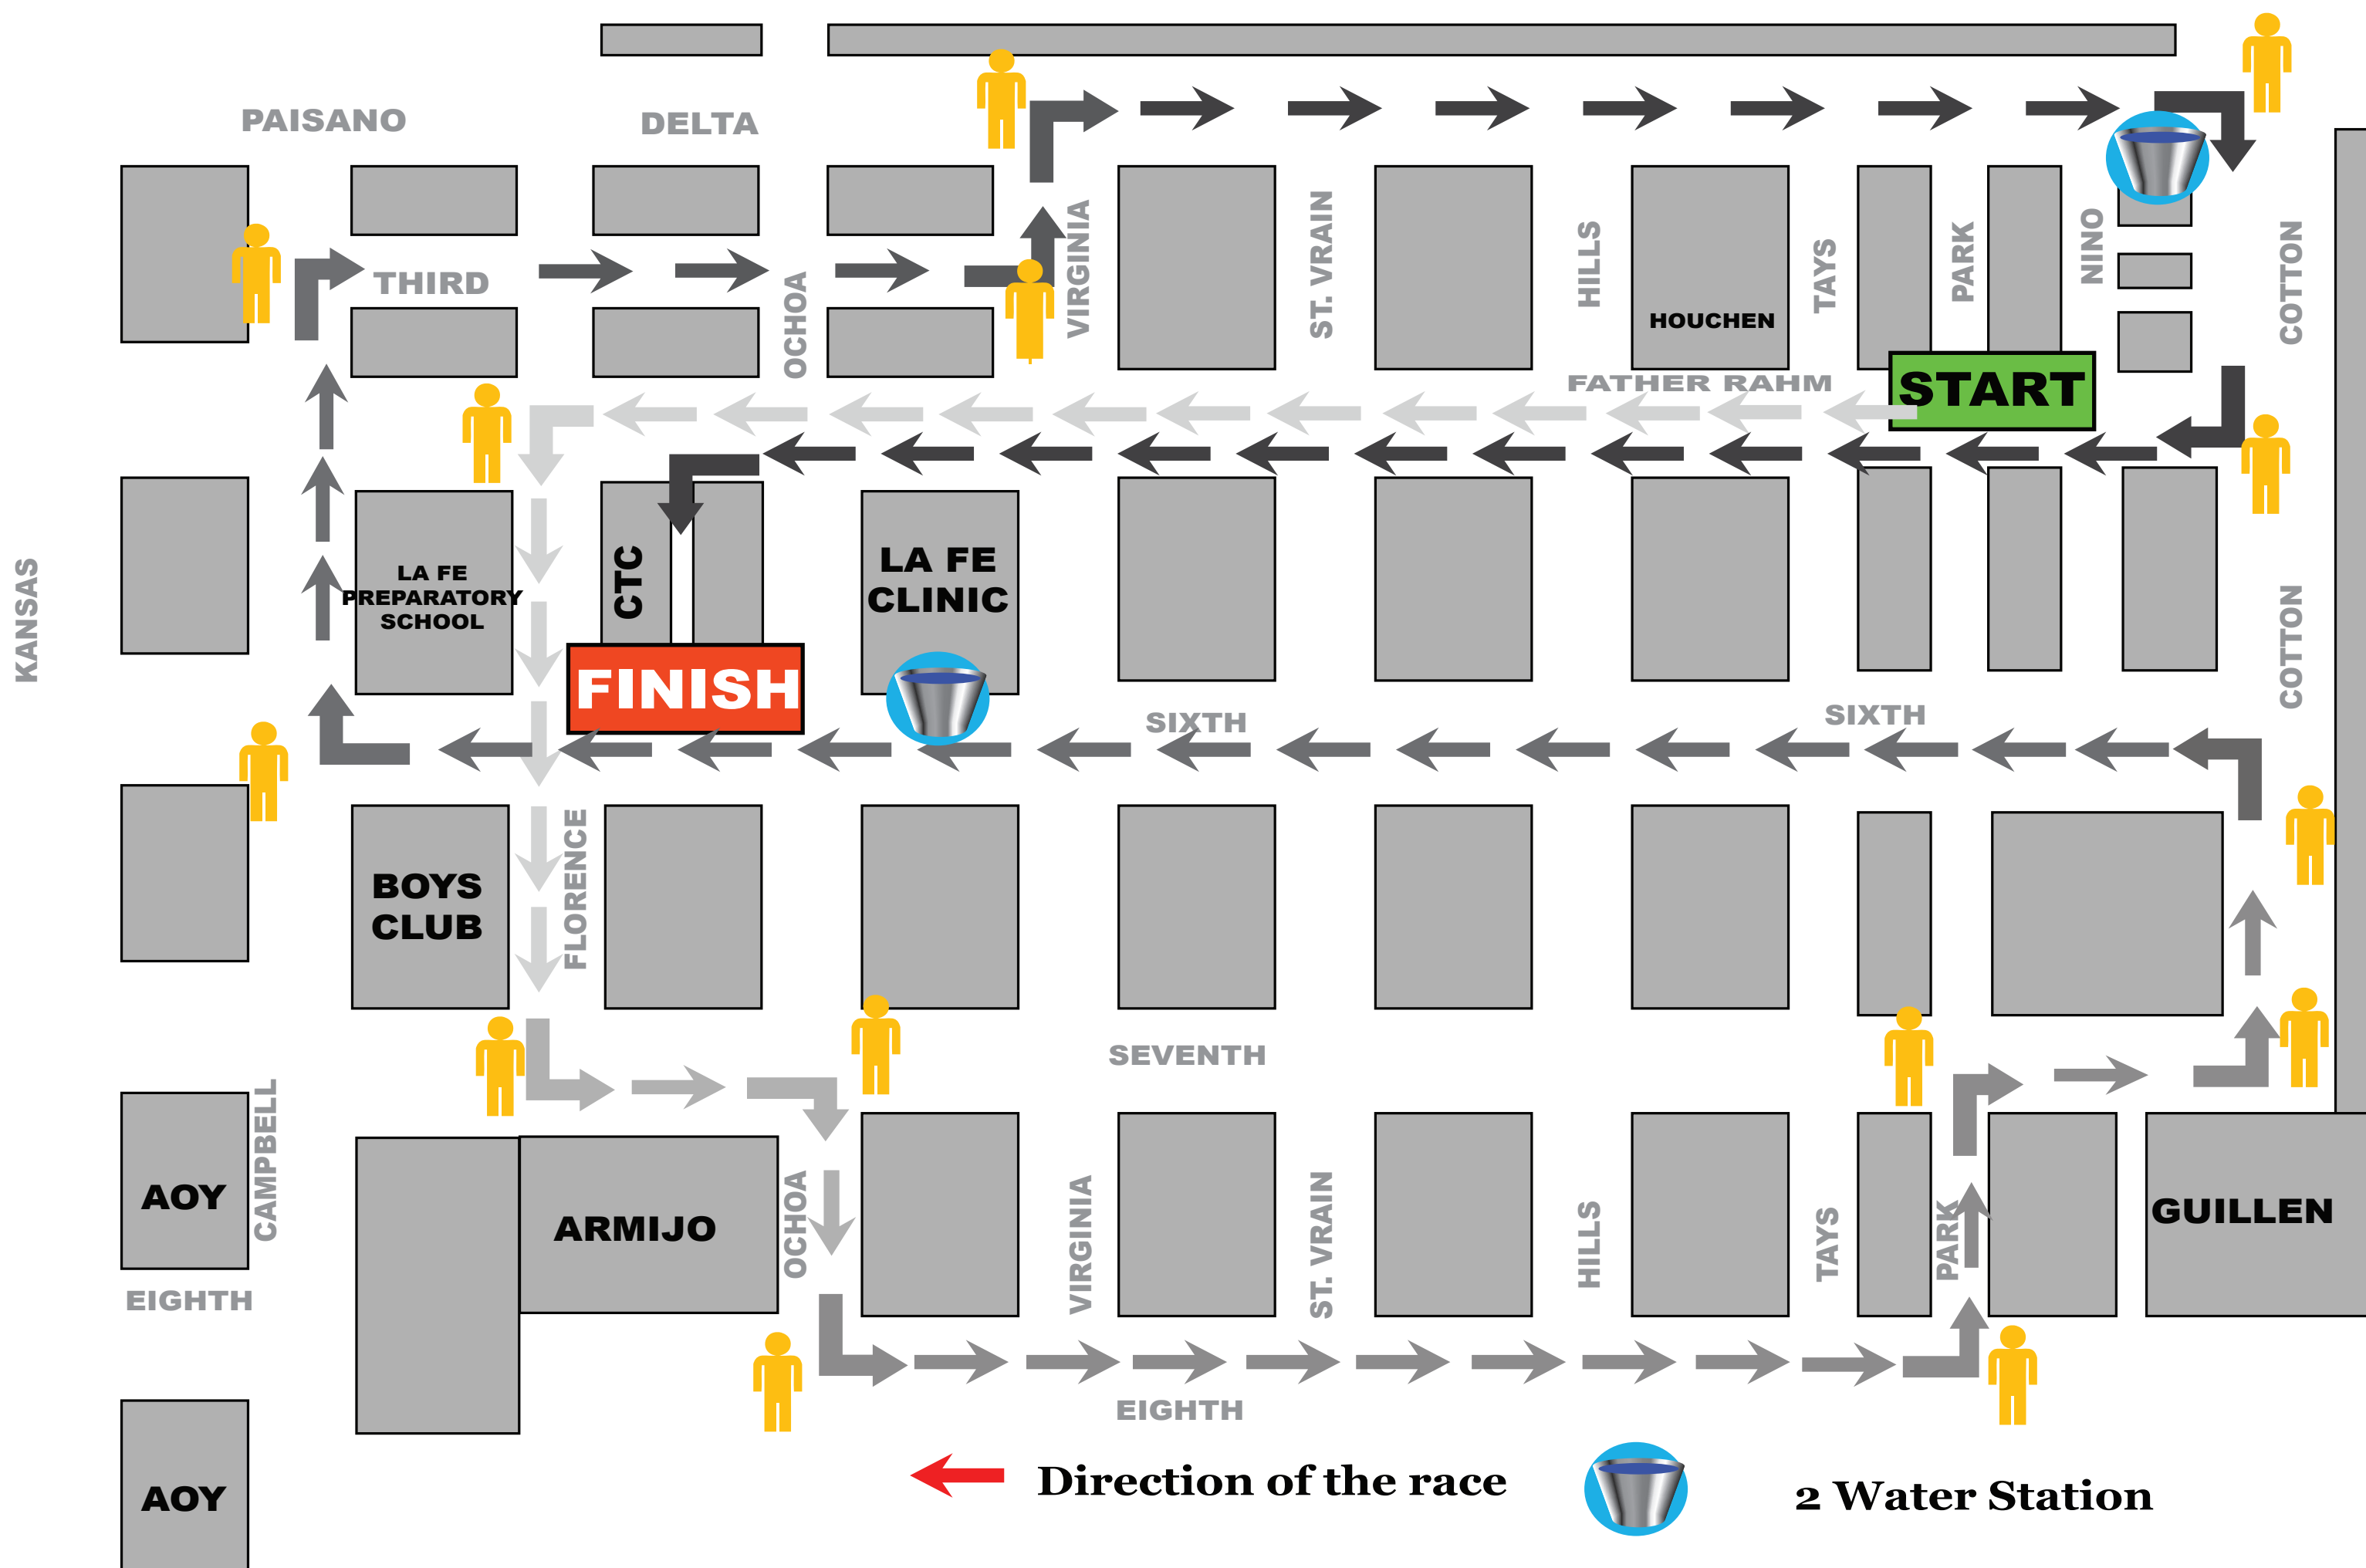 PAISANO
DELTA
THIRD
OCHOA
VIRGINIA
ST. VRAIN
HILLS
HOUCHEN
TAYS
PARK
NINO
COTTON
FATHER RAHM
START
KANSAS
LA FE
PREPARATORY
SCHOOL
CTC
LA FE
CLINIC
COTTON
FINISH
SIXTH
SIXTH
BOYS
CLUB
FLORENCE
SEVENTH
AOY
CAMPBELL
ARMIJO
OCHOA
VIRGINIA
ST. VRAIN
HILLS
TAYS
PARK
GUILLEN
EIGHTH
EIGHTH
AOY
Direction of the race
2 Water Station